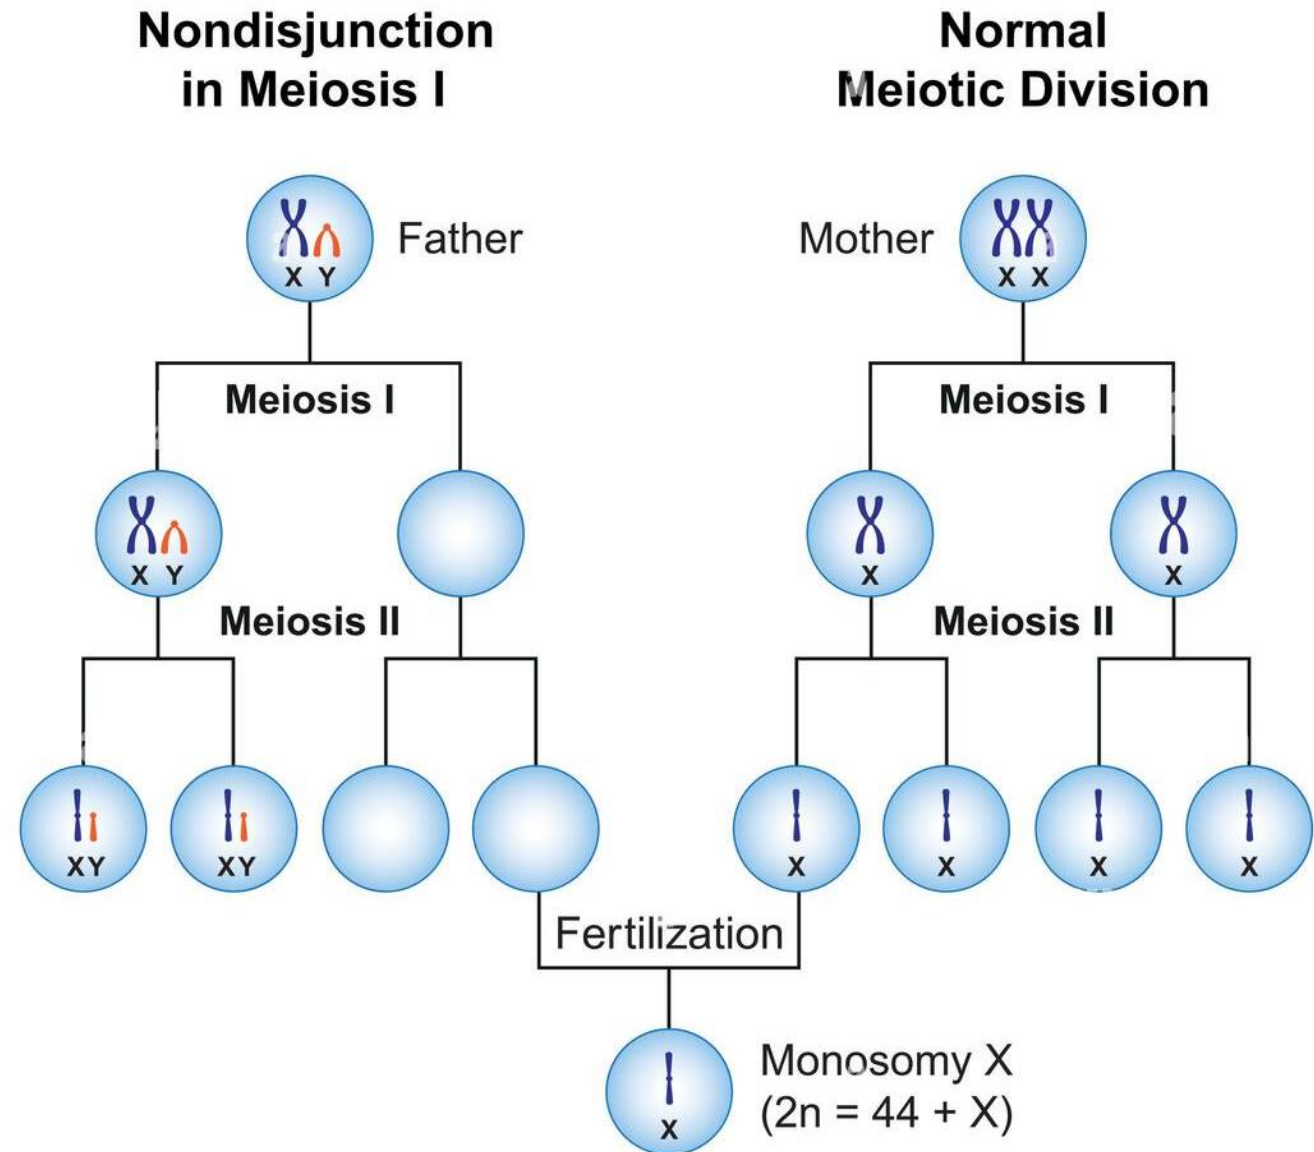 Nondisjunction
in Meiosis I
Normal
Meiotic Division
X Y
Father
Mother
X X
Meiosis I
Meiosis I
X Y
X
X
Meiosis II
Meiosis II
XY
XY
X
X
X
X
Fertilization
X
Monosomy X
(2n = 44 + X)